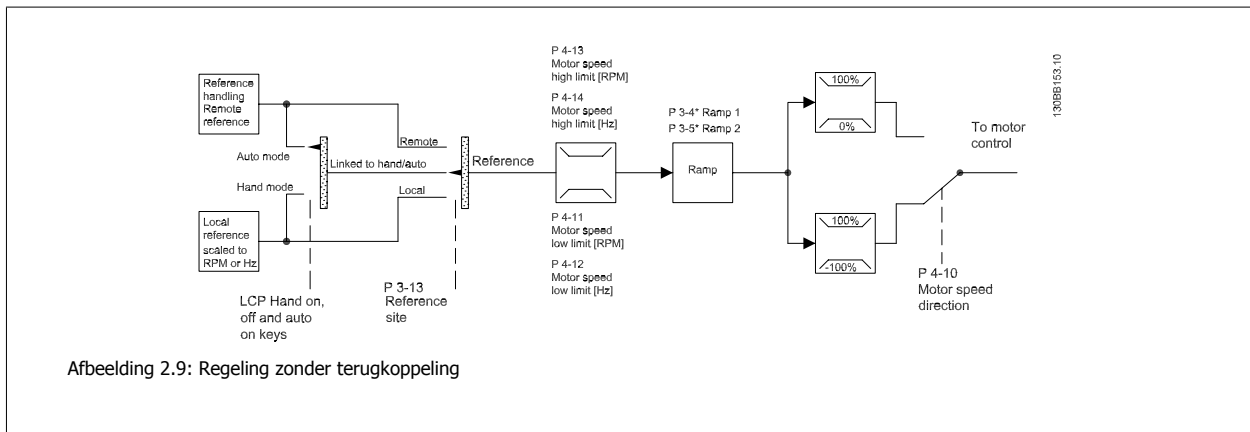 Reference
handling
Remote
reference
Auto mode
Hand mode
Local
reference
scaled to
RPM or Hz
LCP Hand on,
off and auto
on keys
Linked to hand/auto
Remote
Local
P 3-13
Reference
site
Reference
P 4-13
Motor speed
high limit [RPM]
P 4-14
Motor speed
high limit [Hz]
P 4-11
Motor speed
low limit [RPM]
P 4-12
Motor speed
low limit [Hz]
P 3-4* Ramp 1
P 3-5* Ramp 2
Ramp
100%
0%
100%
-100%
To motor
control
P 4-10
Motor speed
direction
130BB153.10
Afbeelding 2.9: Regeling zonder terugkoppeling